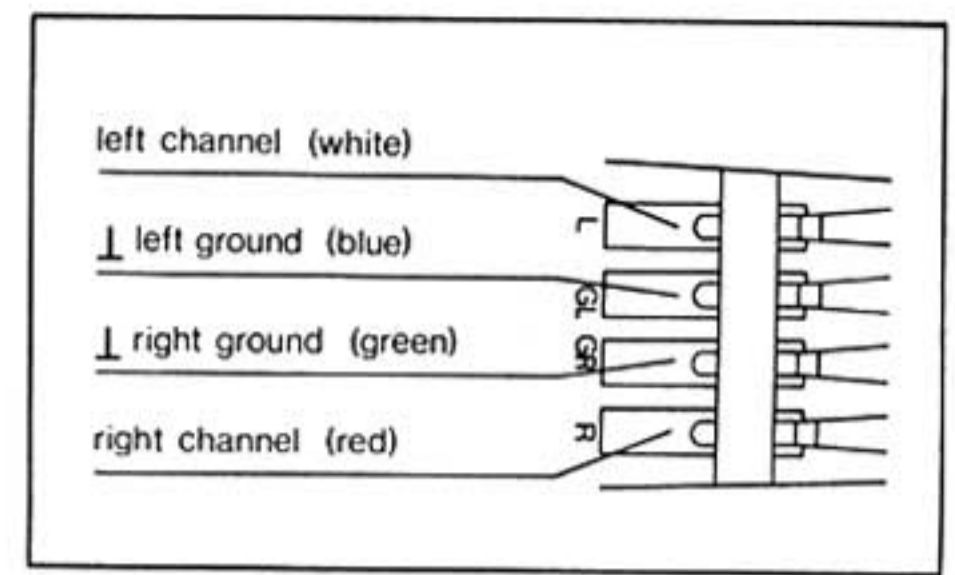 left channel (white)
L
⊥ left ground (blue)
GL
⊥ right ground (green)
GR
right channel (red)
R